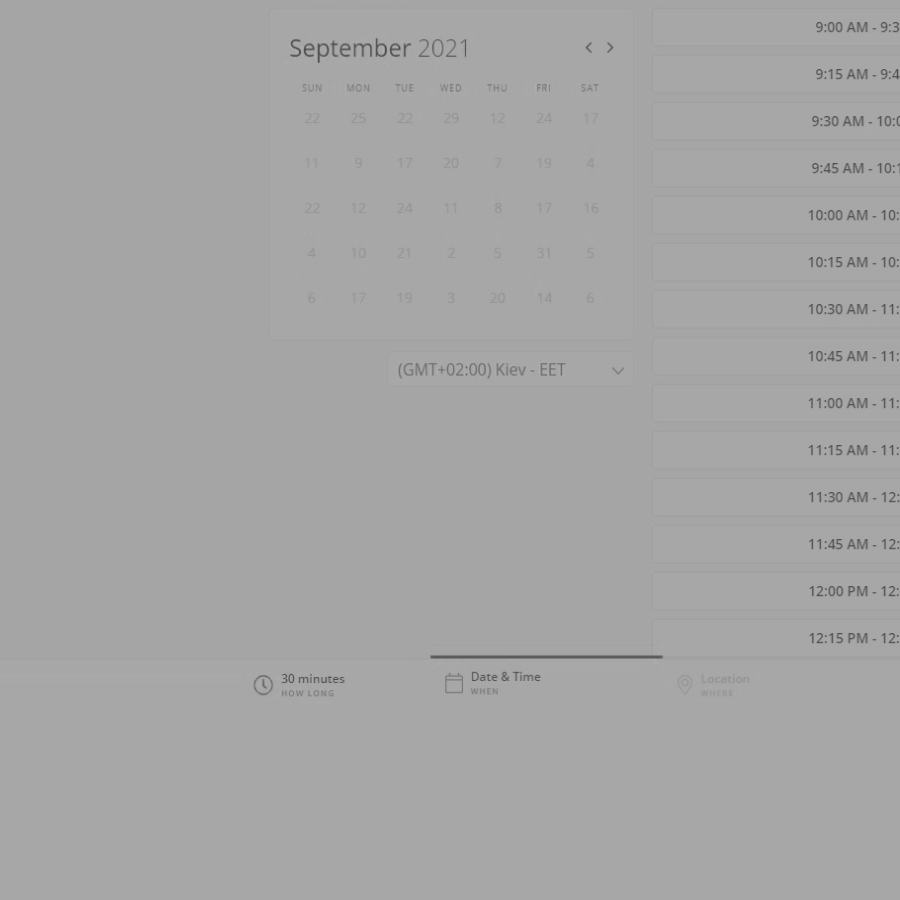 September 2021
SUN MON TUE WED THU FRI SAT
22 25 22 29 12 24 17
11 9 17 20 7 19 4
22 12 24 11 8 17 16
4 10 21 2 5 31 5
6 17 19 3 20 14 6
(GMT+02:00) Kiev - EET
9:00 AM - 9:3
9:15 AM - 9:4
9:30 AM - 10:0
9:45 AM - 10:1
10:00 AM - 10:
10:15 AM - 10:
10:30 AM - 11:
10:45 AM - 11:
11:00 AM - 11:
11:15 AM - 11:
11:30 AM - 12:
11:45 AM - 12:
12:00 PM - 12:
12:15 PM - 12:
30 minutes
HOW LONG
Date & Time
WHEN
Location
WHERE